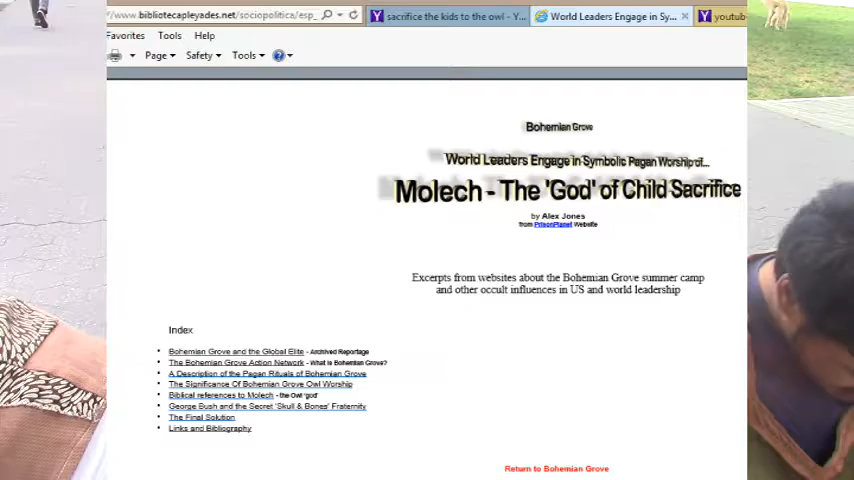 /www.bibliotecapleyades.net/sociopolitica/esp_
sacrifice the kids to the owl - Y...
World Leaders Engage in Sy...
youtube
Favorites Tools Help
Page Safety Tools
Bohemian Grove
World Leaders Engage in Symbolic Pagan Worship of...
Molech - The 'God' of Child Sacrifice
by Alex Jones
from PrisonPlanet Website
Excerpts from websites about the Bohemian Grove summer camp
and other occult influences in US and world leadership
Index
Bohemian Grove and the Global Elite - Archived Reportage
The Bohemian Grove Action Network - What is Bohemian Grove?
A Description of the Pagan Rituals of Bohemian Grove
The Significance Of Bohemian Grove Owl Worship
Biblical references to Molech - the Owl 'god'
George Bush and the Secret 'Skull & Bones' Fraternity
The Final Solution
Links and Bibliography
Return to Bohemian Grove